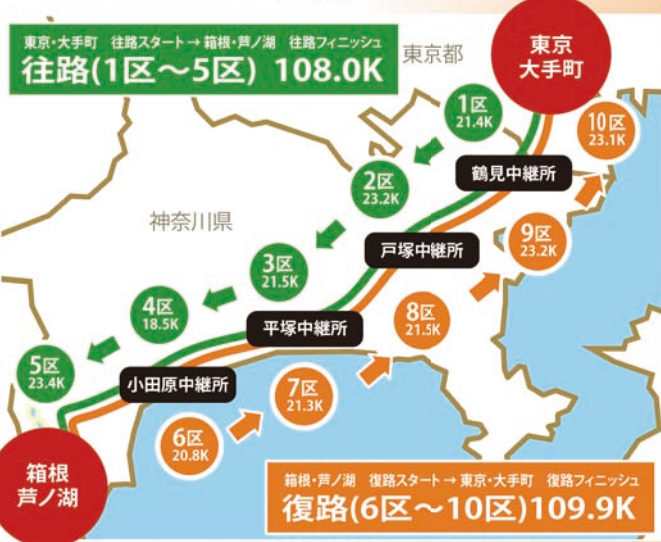 東京・大手町 往路スタート→箱根・芦ノ湖 往路フィニッシュ
往路(1区～5区) 108.0K
東京都
東京
大手町
1区
21.4K
10区
23.1K
鶴見中継所
2区
23.2K
神奈川県
戸塚中継所
9区
23.2K
3区
21.5K
4区
18.5K
8区
21.5K
平塚中継所
5区
23.4K
小田原中継所
7区
21.3K
6区
20.8K
箱根
芦ノ湖
箱根・芦ノ湖 復路スタート→東京・大手町 復路フィニッシュ
復路(6区～10区)109.9K